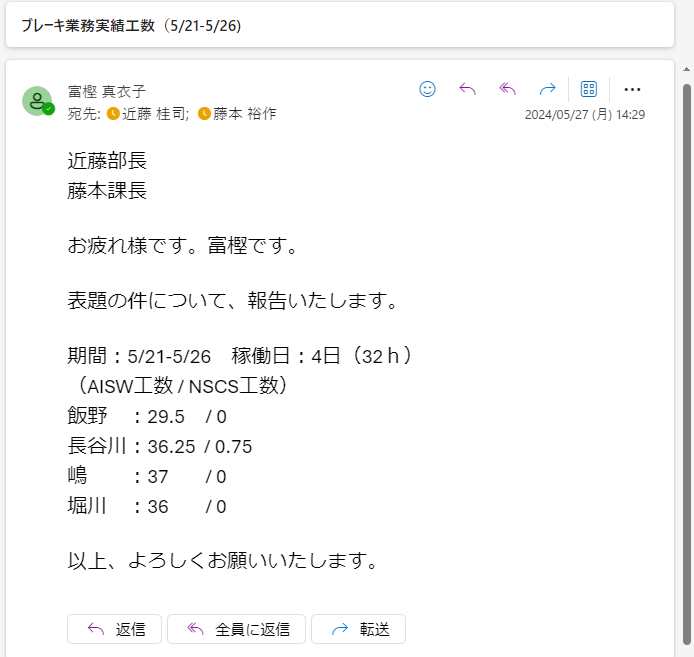 ブレーキ業務実績工数（5/21-5/26)
富樫 真衣子
宛先: 近藤 桂司; 藤本 裕作
2024/05/27 (月) 14:29
近藤部長
藤本課長
お疲れ様です。富樫です。
表題の件について、報告いたします。
期間：5/21-5/26　稼働日：4日（32ｈ）
（AISW工数 / NSCS工数）
飯野　：29.5　/ 0
長谷川：36.25 / 0.75
嶋　　：37　　/ 0
堀川　：36　　/ 0
以上、よろしくお願いいたします。
返信　全員に返信　転送